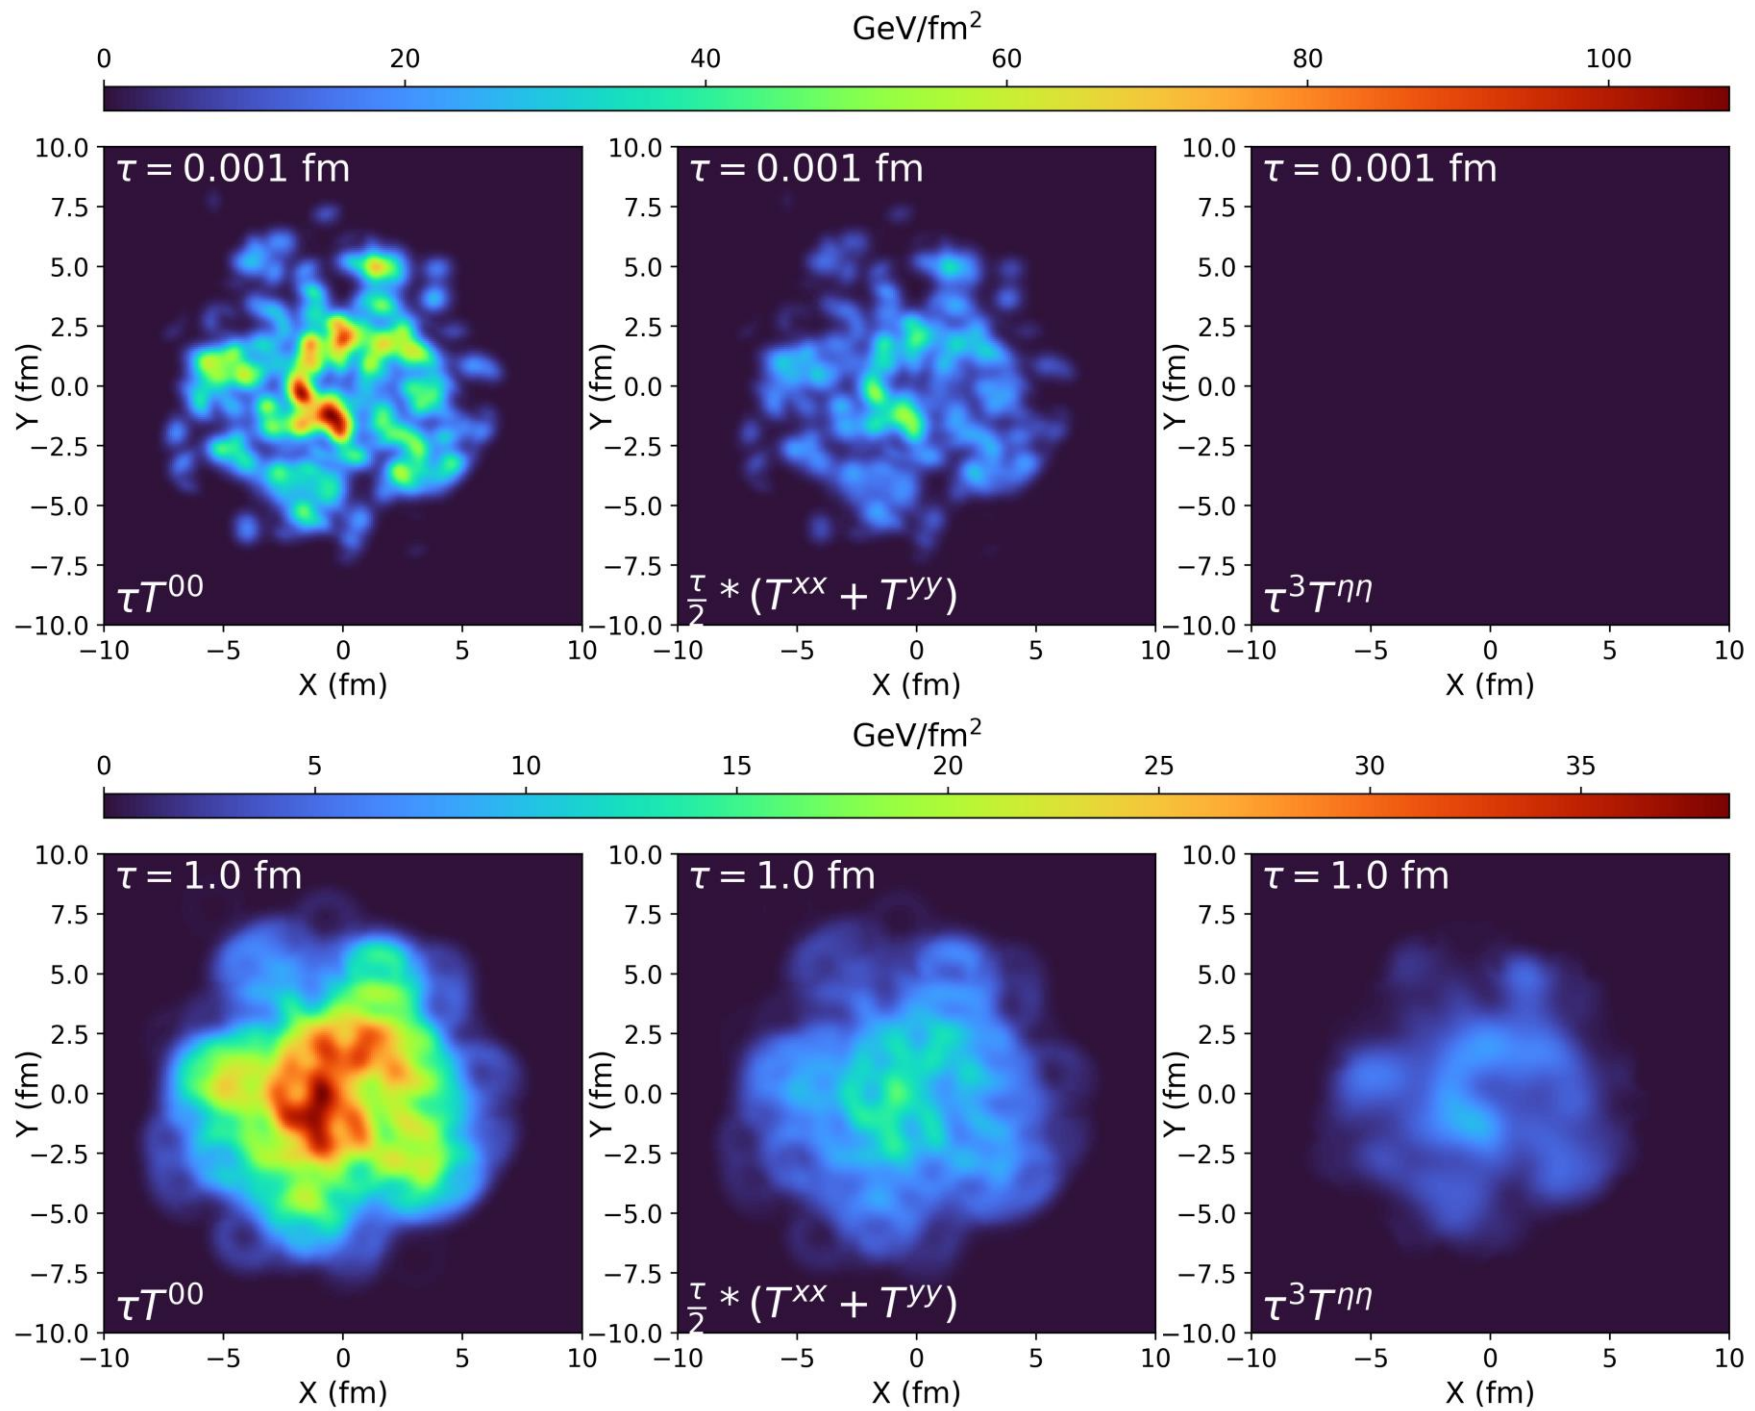 GeV/fm²
0 20 40 60 80 100
τ = 0.001 fm
τT⁰⁰
10.0
7.5
5.0
2.5
0.0
−2.5
−5.0
−7.5
−10.0
Y (fm)
−10 −5 0 5 10
X (fm)
τ = 0.001 fm
τ/2 * (Tˣˣ + Tʸʸ)
10.0
7.5
5.0
2.5
0.0
−2.5
−5.0
−7.5
−10.0
Y (fm)
−10 −5 0 5 10
X (fm)
τ = 0.001 fm
τ³T^ηη
10.0
7.5
5.0
2.5
0.0
−2.5
−5.0
−7.5
−10.0
Y (fm)
−10 −5 0 5 10
X (fm)
GeV/fm²
0 5 10 15 20 25 30 35
τ = 1.0 fm
τT⁰⁰
10.0
7.5
5.0
2.5
0.0
−2.5
−5.0
−7.5
−10.0
Y (fm)
−10 −5 0 5 10
X (fm)
τ = 1.0 fm
τ/2 * (Tˣˣ + Tʸʸ)
10.0
7.5
5.0
2.5
0.0
−2.5
−5.0
−7.5
−10.0
Y (fm)
−10 −5 0 5 10
X (fm)
τ = 1.0 fm
τ³T^ηη
10.0
7.5
5.0
2.5
0.0
−2.5
−5.0
−7.5
−10.0
Y (fm)
−10 −5 0 5 10
X (fm)